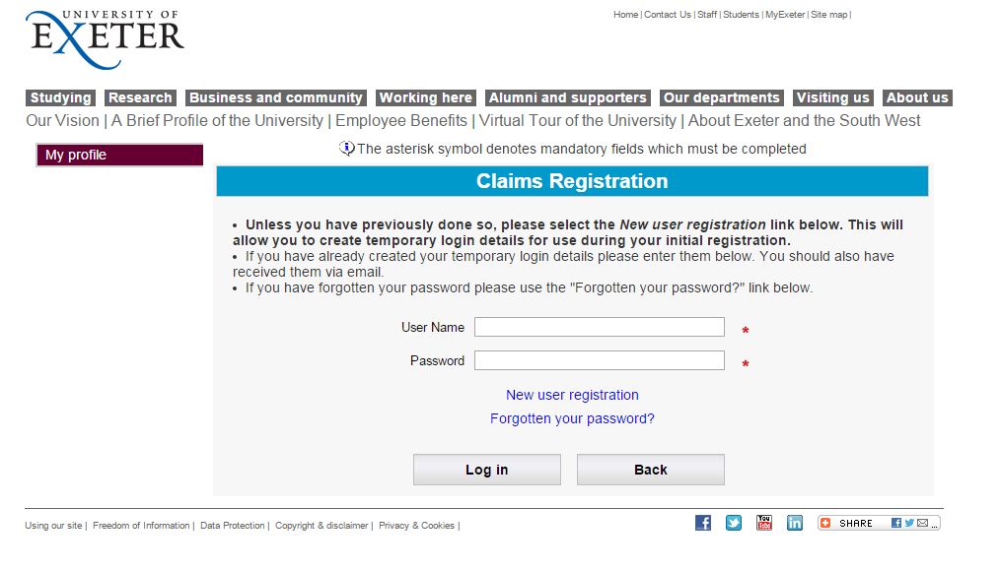 UNIVERSITY OF
EXETER
Home | Contact Us | Staff | Students | MyExeter | Site map |
Studying Research Business and community Working here Alumni and supporters Our departments Visiting us About us
Our Vision | A Brief Profile of the University | Employee Benefits | Virtual Tour of the University | About Exeter and the South West
My profile
i The asterisk symbol denotes mandatory fields which must be completed
Claims Registration
• Unless you have previously done so, please select the New user registration link below. This will
allow you to create temporary login details for use during your initial registration.
• If you have already created your temporary login details please enter them below. You should also have
received them via email.
• If you have forgotten your password please use the "Forgotten your password?" link below.
User Name *
Password *
New user registration
Forgotten your password?
Log in Back
Using our site | Freedom of Information | Data Protection | Copyright & disclaimer | Privacy & Cookies |
f You Tube in SHARE f ...